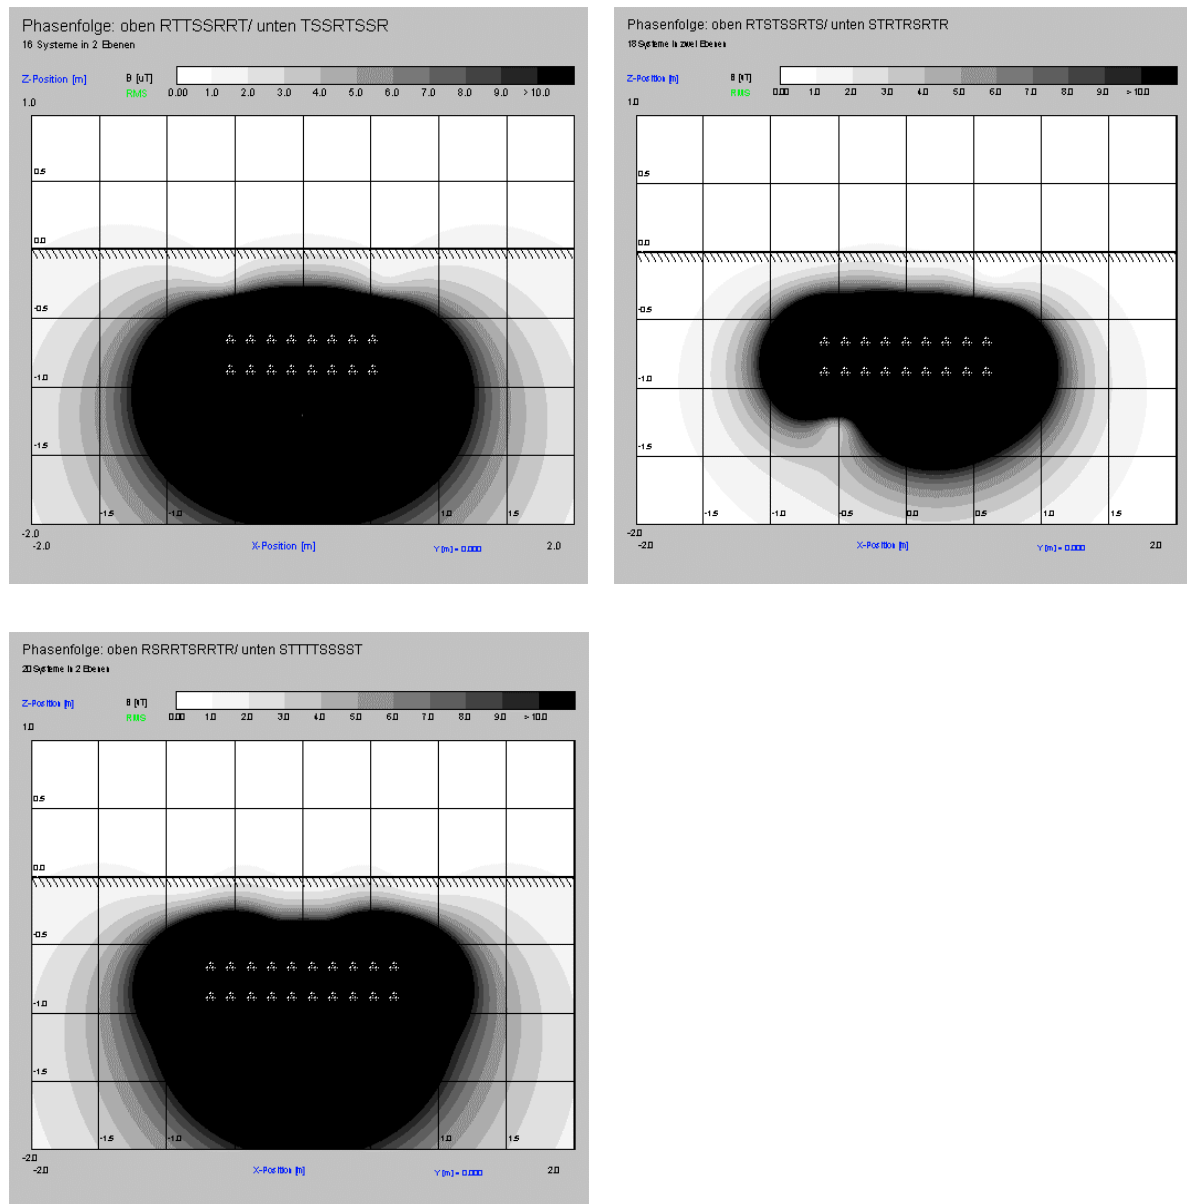 Phasenfolge: oben RTTSSRRT/ unten TSSRTSSR
16 Systeme in 2 Ebenen
Z-Position [m] B [uT]
RMS 0.00 1.0 2.0 3.0 4.0 5.0 6.0 7.0 8.0 9.0 > 10.0
1.0
0.5
0.0
-0.5
-1.0
-1.5
-1.5 -1.0 -0.5 0.0 0.5 1.0 1.5
-2.0
-2.0 X-Position [m] Y [m] = 0.000 2.0
Phasenfolge: oben RTSTSSRTS/ unten STRTRSRTR
18 Systeme in zwei Ebenen
Z-Position [m] B [uT]
RMS 0.00 1.0 2.0 3.0 4.0 5.0 6.0 7.0 8.0 9.0 > 10.0
1.0
0.5
0.0
-0.5
-1.0
-1.5
-1.5 -1.0 -0.5 0.0 0.5 1.0 1.5
-2.0
-2.0 X-Position [m] Y [m] = 0.000 2.0
Phasenfolge: oben RSRRTSRRTR/ unten STTTTSSSST
20 Systeme in 2 Ebenen
Z-Position [m] B [uT]
RMS 0.00 1.0 2.0 3.0 4.0 5.0 6.0 7.0 8.0 9.0 > 10.0
1.0
0.5
0.0
-0.5
-1.0
-1.5
-1.5 -1.0 1.0 1.5
-2.0
-2.0 X-Position [m] Y [m] = 0.000 2.0